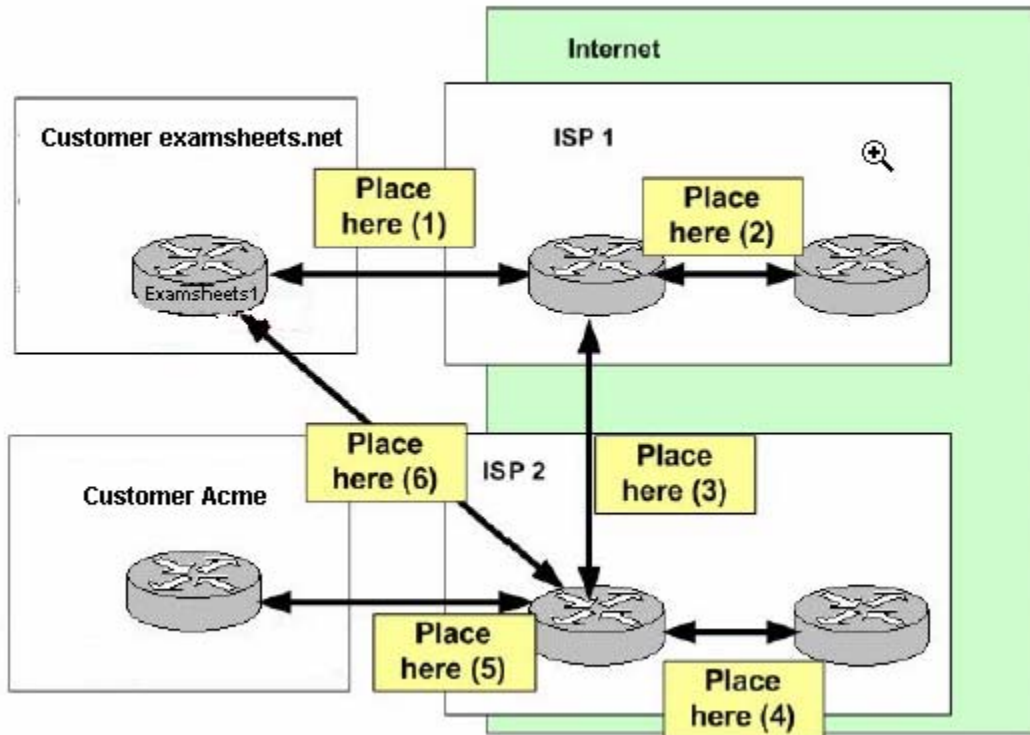 Internet
Customer examsheets.net
ISP 1
Place
here (1)
Place
here (2)
Examsheets1
Place
here (6)
ISP 2
Place
here (3)
Customer Acme
Place
here (5)
Place
here (4)